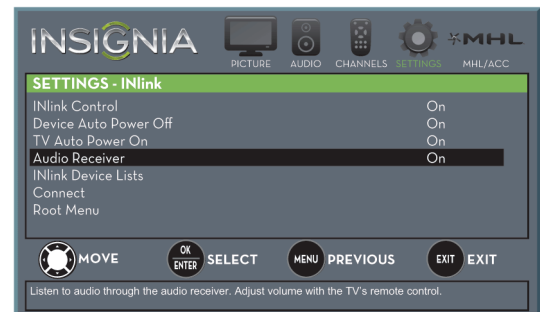 INSIGNIA
PICTURE AUDIO CHANNELS SETTINGS MHL MHL/ACC
SETTINGS - INlink
INlink Control On
Device Auto Power Off On
TV Auto Power On On
Audio Receiver On
INlink Device Lists
Connect
Root Menu
MOVE OK ENTER SELECT MENU PREVIOUS EXIT EXIT
Listen to audio through the audio receiver. Adjust volume with the TV's remote control.